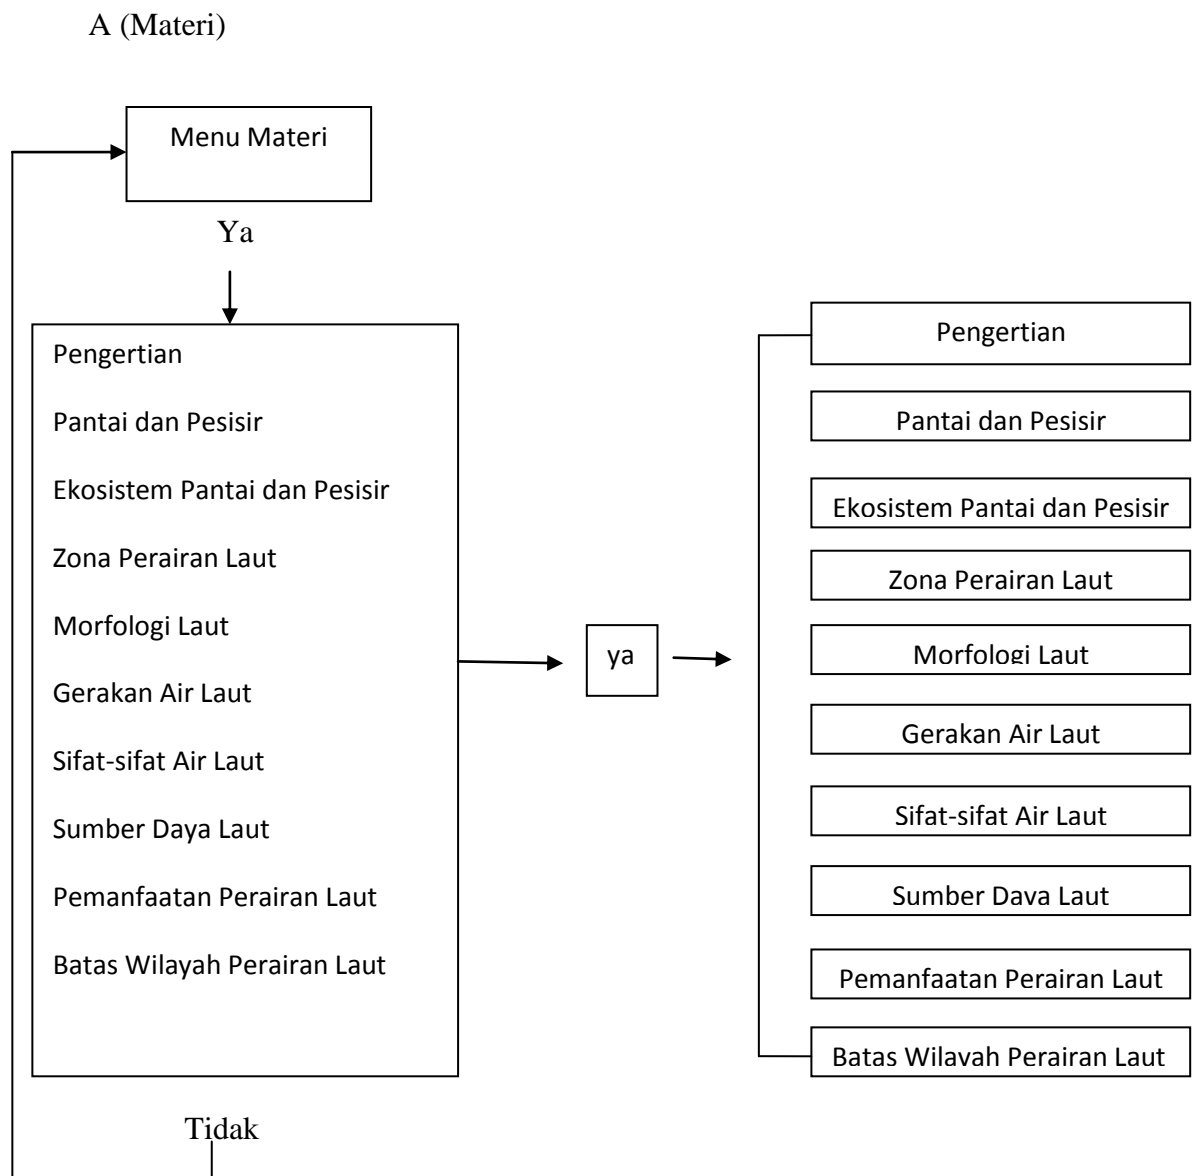 A (Materi)
Menu Materi
Ya
Pengertian
Pantai dan Pesisir
Ekosistem Pantai dan Pesisir
Zona Perairan Laut
Morfologi Laut
Gerakan Air Laut
Sifat-sifat Air Laut
Sumber Daya Laut
Pemanfaatan Perairan Laut
Batas Wilayah Perairan Laut
Tidak
ya
Pengertian
Pantai dan Pesisir
Ekosistem Pantai dan Pesisir
Zona Perairan Laut
Morfologi Laut
Gerakan Air Laut
Sifat-sifat Air Laut
Sumber Daya Laut
Pemanfaatan Perairan Laut
Batas Wilayah Perairan Laut